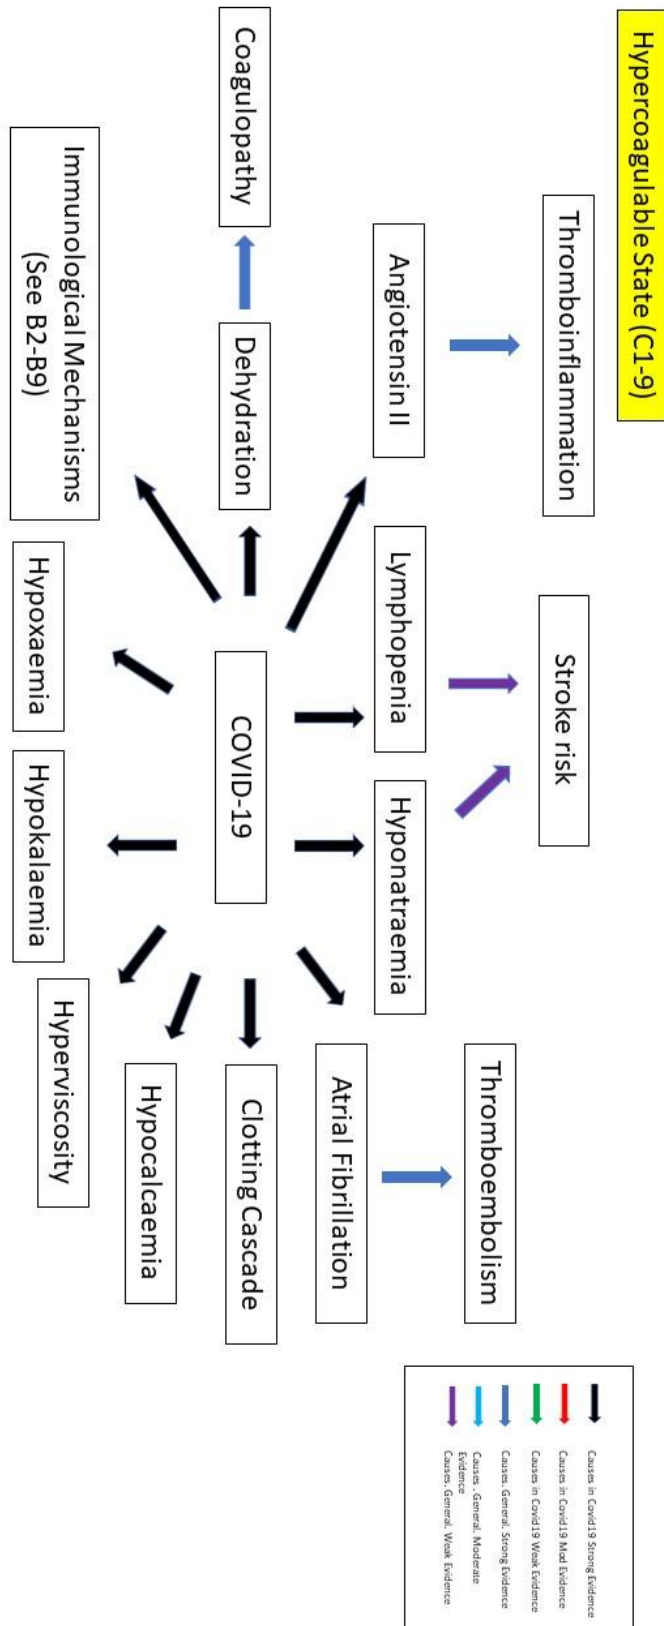 Hypercoagulable State (C1-9)
Thromboinflammation
Stroke risk
Thromboembolism
Angiotensin II
Lymphopenia
Hyponatraemia
Atrial Fibrillation
Coagulopathy
Dehydration
COVID-19
Clotting Cascade
Hypocalcaemia
Immunological Mechanisms
(See B2-B9)
Hypoxaemia
Hypokalaemia
Hyperviscosity
Causes in Covid19 Strong Evidence
Causes in Covid19 Mod Evidence
Causes in Covid19 Weak Evidence
Causes. General. Strong Evidence
Causes . General. Moderate
Evidence
Causes. General. Weak Evidence